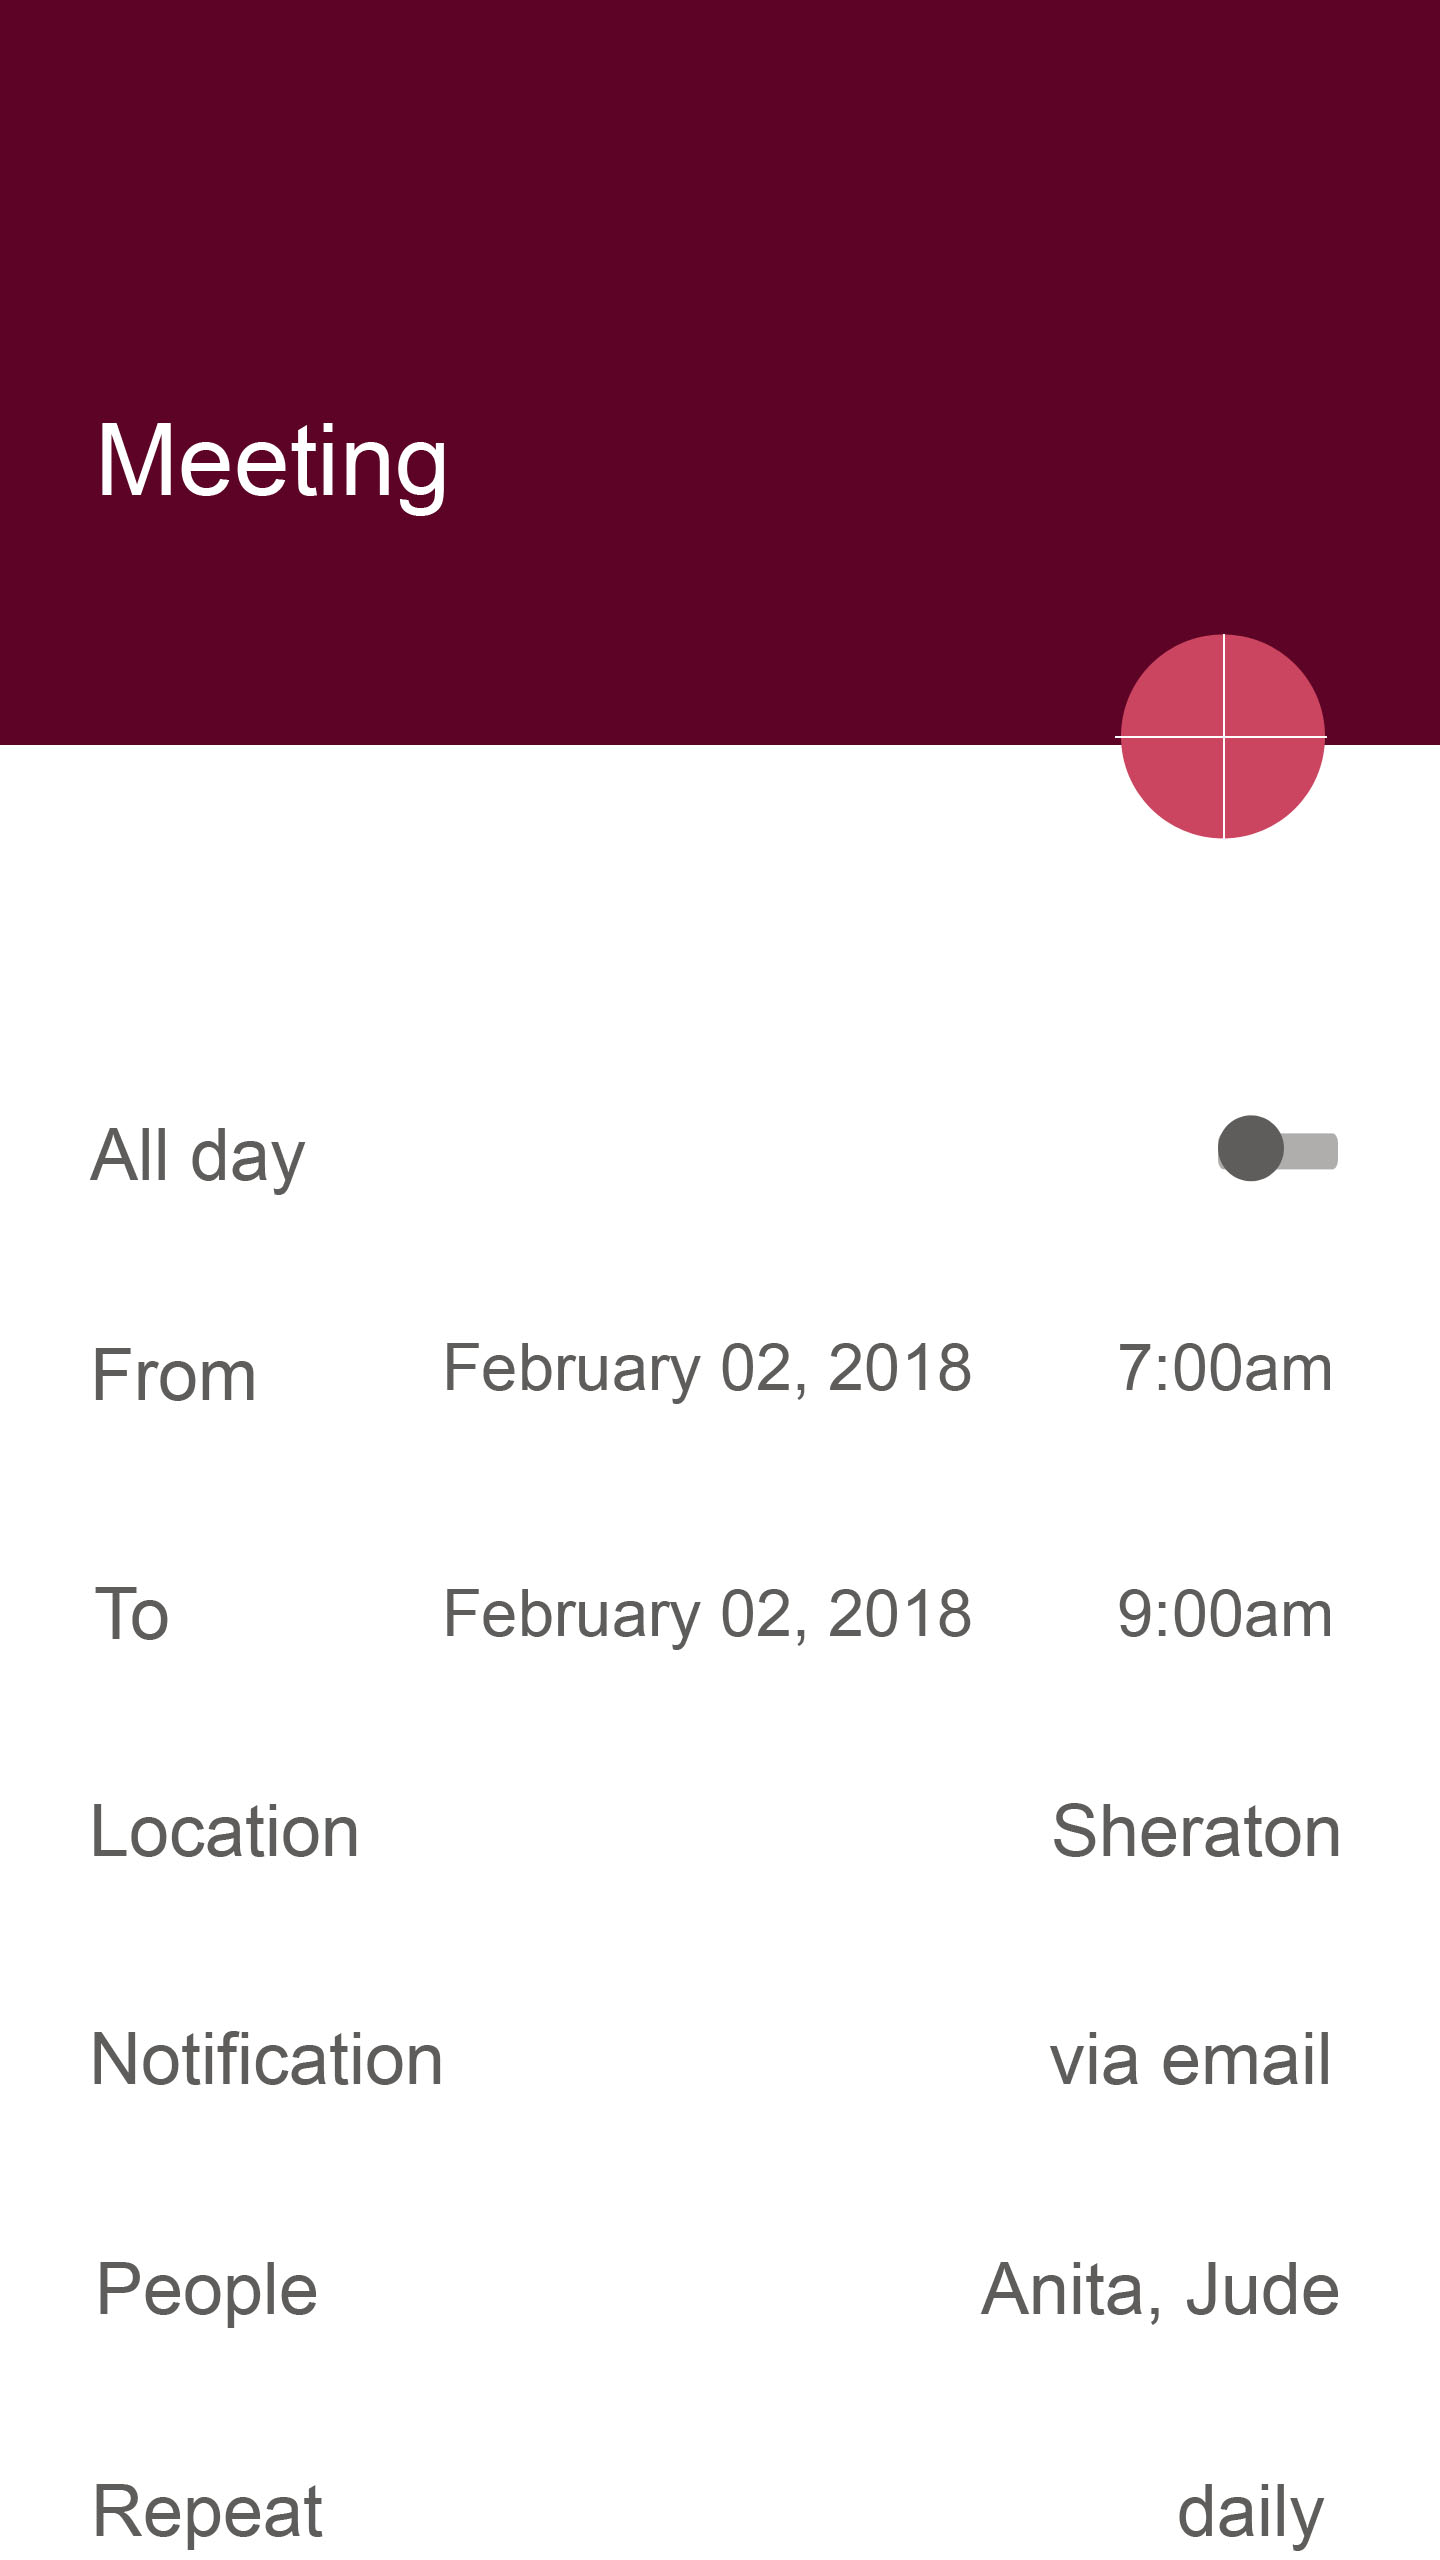 Meeting
All day
From February 02, 2018 7:00am
To February 02, 2018 9:00am
Location Sheraton
Notification via email
People Anita, Jude
Repeat daily